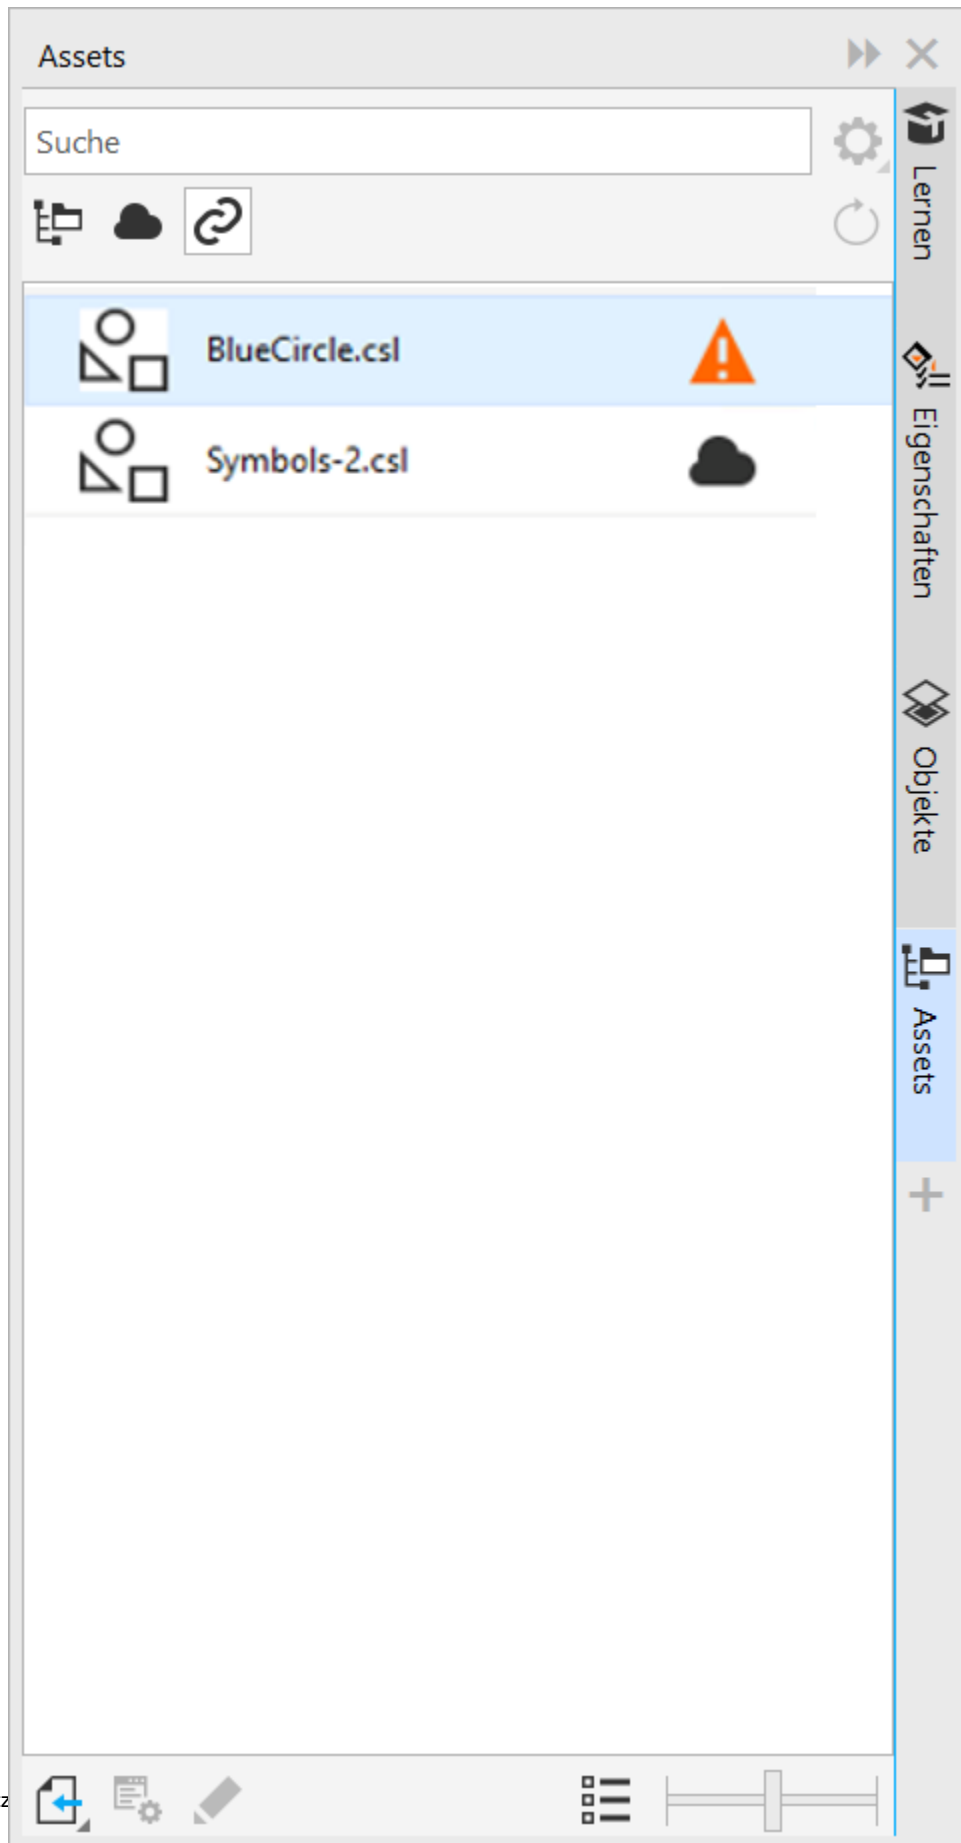 Assets
Suche
BlueCircle.csl
Symbols-2.csl
Lernen
Eigenschaften
Objekte
Assets
z